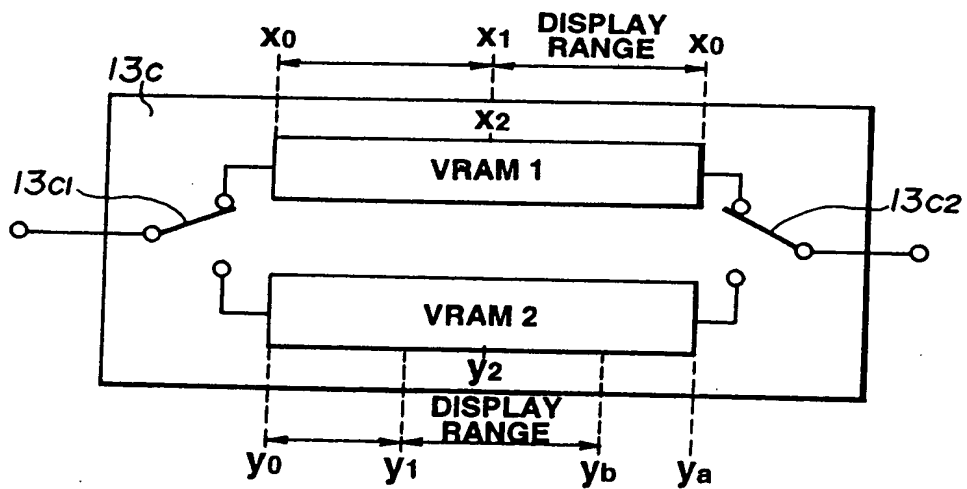 DISPLAY
RANGE
x0 x1 x0
13c
x2
VRAM 1
13c1
13c2
VRAM 2
y2
DISPLAY
RANGE
y0 y1 yb ya